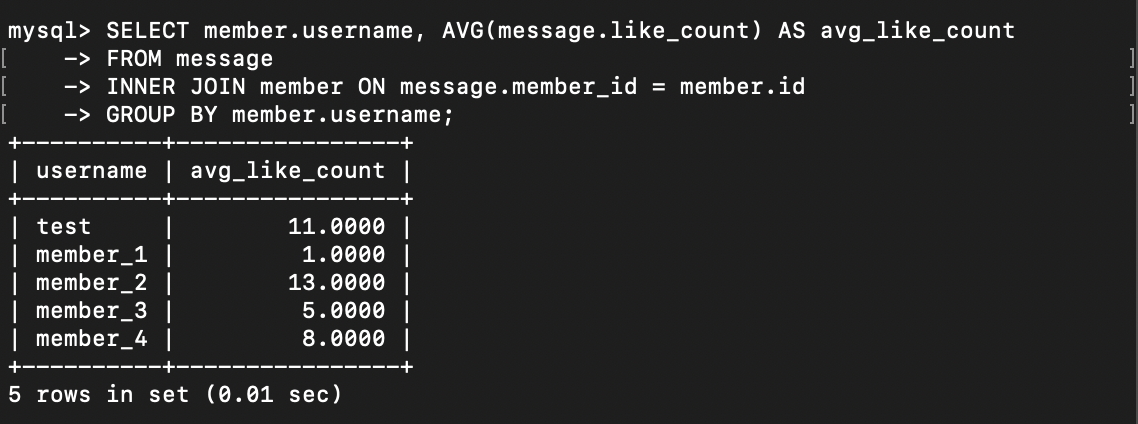 mysql> SELECT member.username, AVG(message.like_count) AS avg_like_count
[    -> FROM message                                                              ]
[    -> INNER JOIN member ON message.member_id = member.id                        ]
[    -> GROUP BY member.username;                                                 ]
+----------+----------------+
| username | avg_like_count |
+----------+----------------+
| test     |        11.0000 |
| member_1 |         1.0000 |
| member_2 |        13.0000 |
| member_3 |         5.0000 |
| member_4 |         8.0000 |
+----------+----------------+
5 rows in set (0.01 sec)